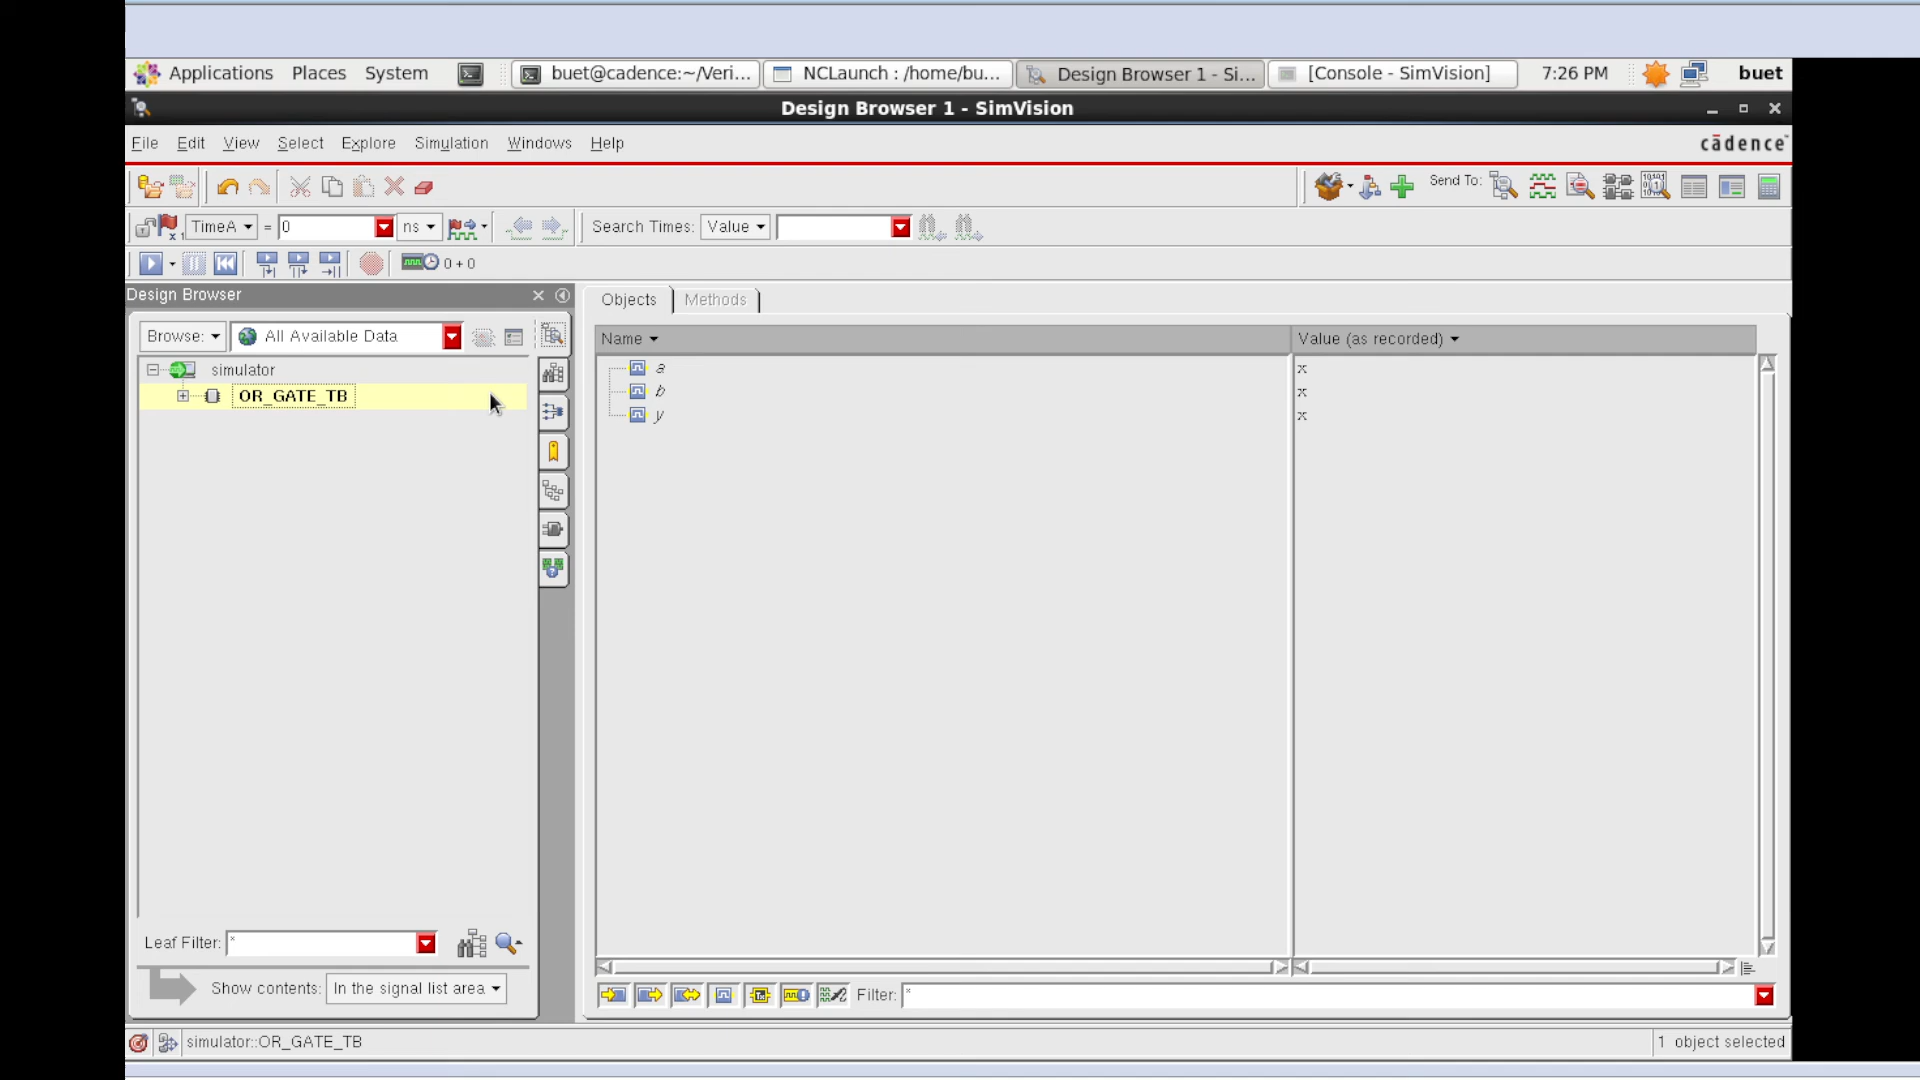 Applications Places System buet@cadence:~/Veri... NCLaunch : /home/bu... Design Browser 1 - Si... [Console - SimVision] 7:26 PM buet
Design Browser 1 - SimVision
File Edit View Select Explore Simulation Windows Help cādence™
Send To:
TimeA = 0 ns Search Times: Value
0 + 0
Design Browser
Objects Methods
Browse: All Available Data
Name Value (as recorded)
simulator
OR_GATE_TB
a x
b x
y x
Leaf Filter: *
Show contents: In the signal list area
Filter: *
simulator::OR_GATE_TB 1 object selected